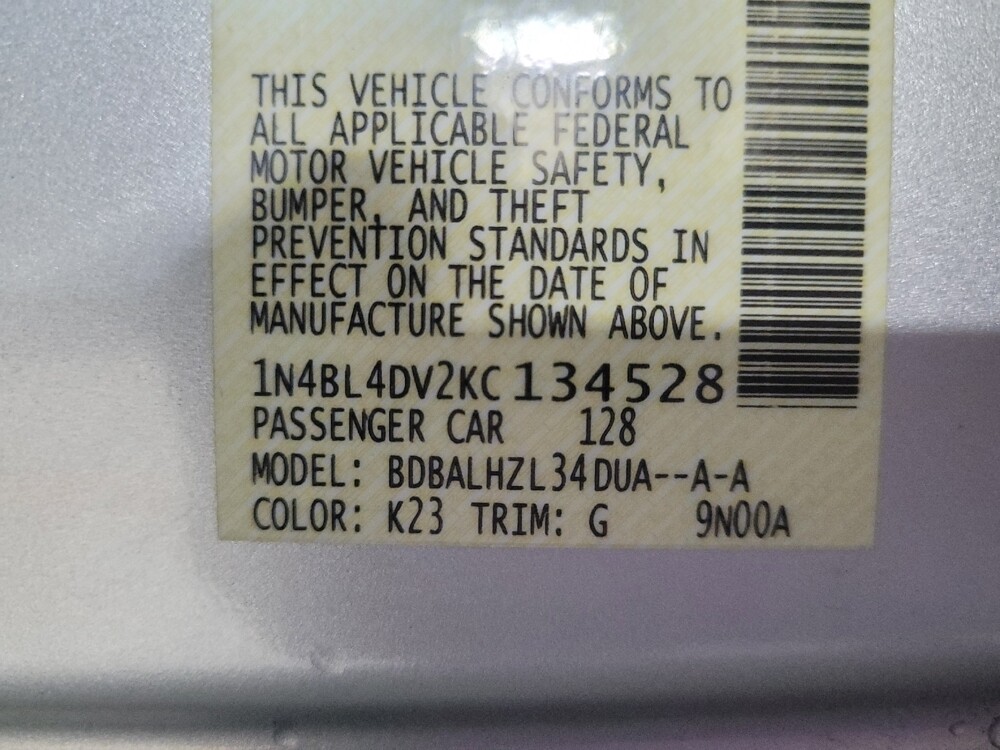 THIS VEHICLE CONFORMS TO
ALL APPLICABLE FEDERAL
MOTOR VEHICLE SAFETY,
BUMPER, AND THEFT
PREVENTION STANDARDS IN
EFFECT ON THE DATE OF
MANUFACTURE SHOWN ABOVE.
1N4BL4DV2KC134528
PASSENGER CAR 128
MODEL: BDBALHZL34DUA--A-A
COLOR: K23 TRIM: G 9N00A